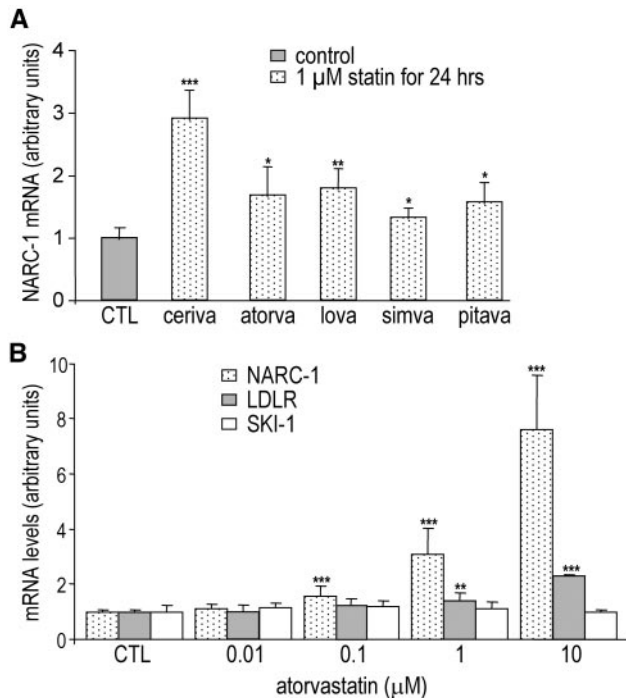 A
NARC-1 mRNA (arbitrary units)
4
3
2
1
0
control
1 µM statin for 24 hrs
***
*
**
*
*
CTL ceriva atorva lova simva pitava
B
mRNA levels (arbitrary units)
10
8
6
4
2
0
NARC-1
LDLR
SKI-1
***
***
**
***
***
CTL 0.01 0.1 1 10
atorvastatin (µM)